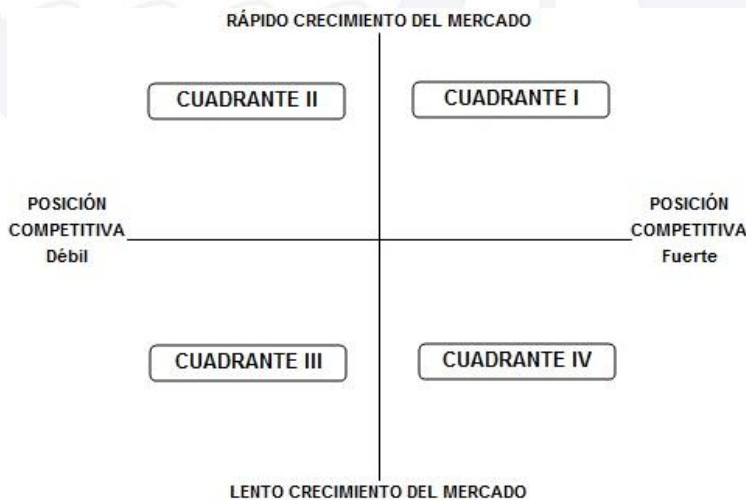 RÁPIDO CRECIMIENTO DEL MERCADO
CUADRANTE II
CUADRANTE I
POSICIÓN
COMPETITIVA
Débil
POSICIÓN
COMPETITIVA
Fuerte
CUADRANTE III
CUADRANTE IV
LENTO CRECIMIENTO DEL MERCADO